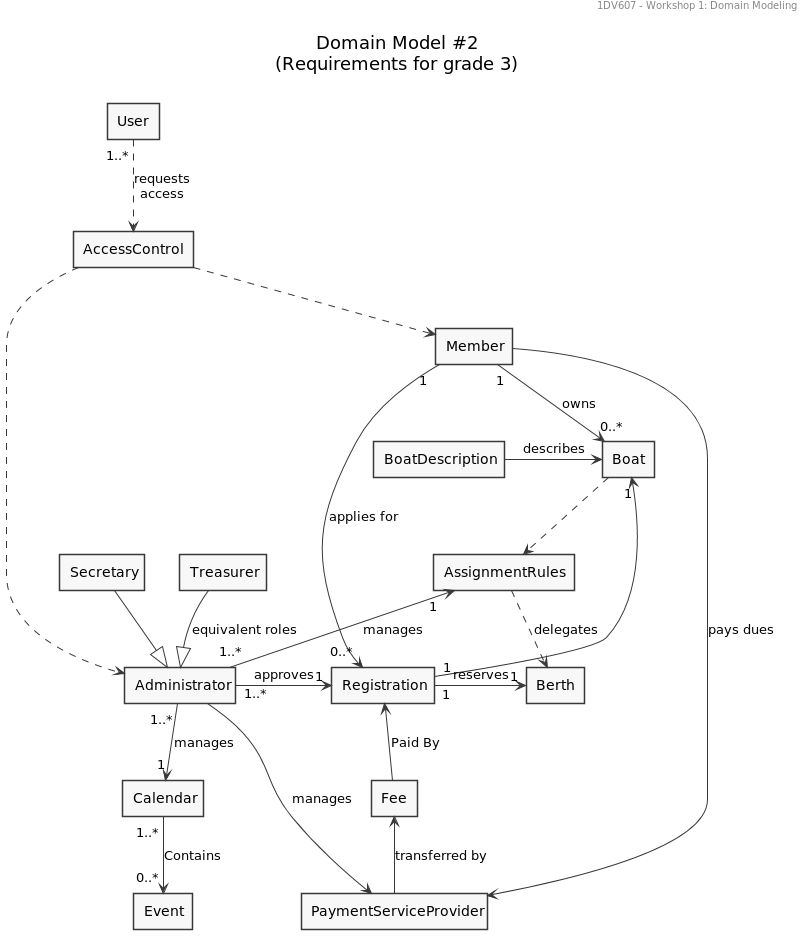 1DV607 - Workshop 1: Domain Modeling
Domain Model #2
(Requirements for grade 3)
User
1..*
requests
access
AccessControl
Member
1
1
owns
0..*
BoatDescription
describes
Boat
1
applies for
Secretary
Treasurer
AssignmentRules
1
equivalent roles
manages
delegates
pays dues
1..*
0..*
Administrator
approves
1
1..*
Registration
1
reserves
1
1
Berth
1..*
manages
1
Paid By
Calendar
manages
Fee
1..*
Contains
transferred by
0..*
Event
PaymentServiceProvider